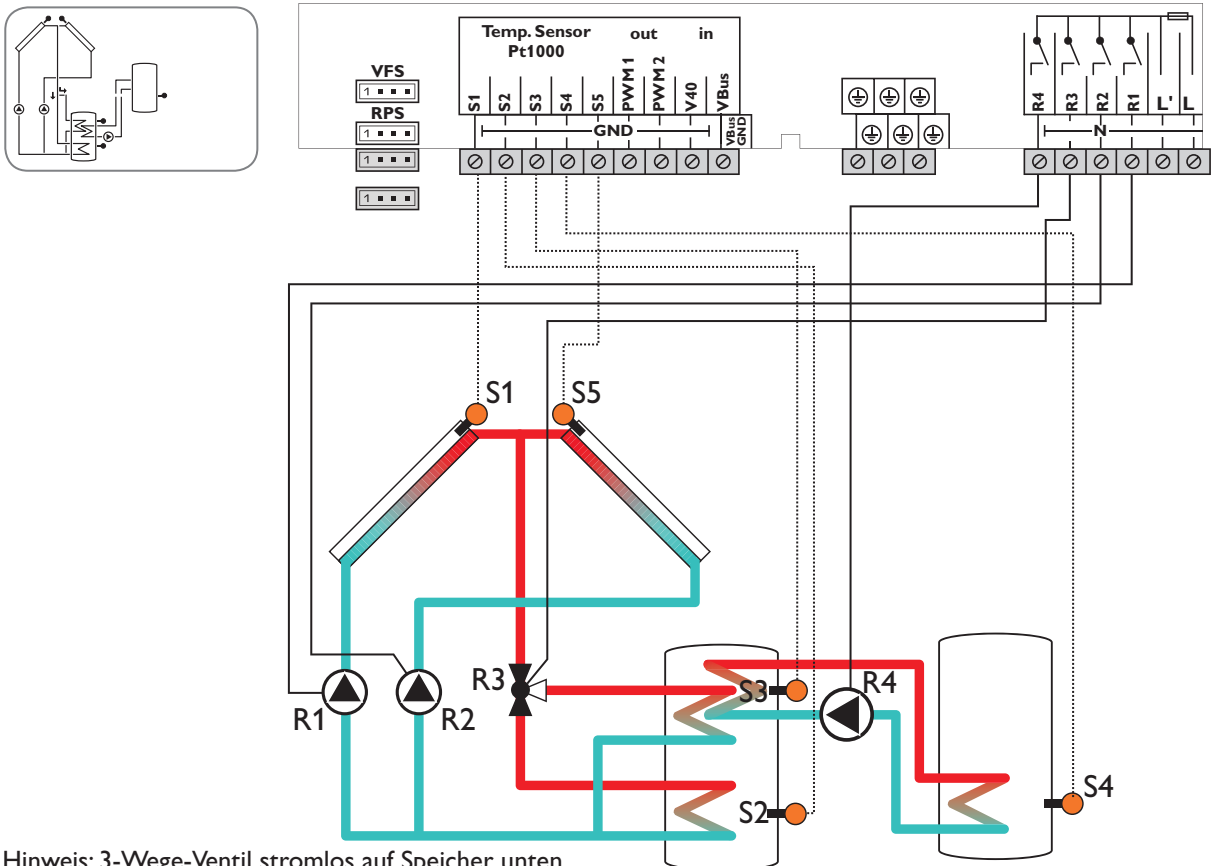 Temp. Sensor out in
Pt1000
VFS
1
RPS
1
1
1
S1 S2 S3 S4 S5 PWM 1 PWM 2 V40 VBus
GND
VBus
GND
R4 R3 R2 R1 L' L
N
S1 S5
R3
R1 R2
S3 R4
S2 S4
Hinweis: 3-Wege-Ventil stromlos auf Speicher unten